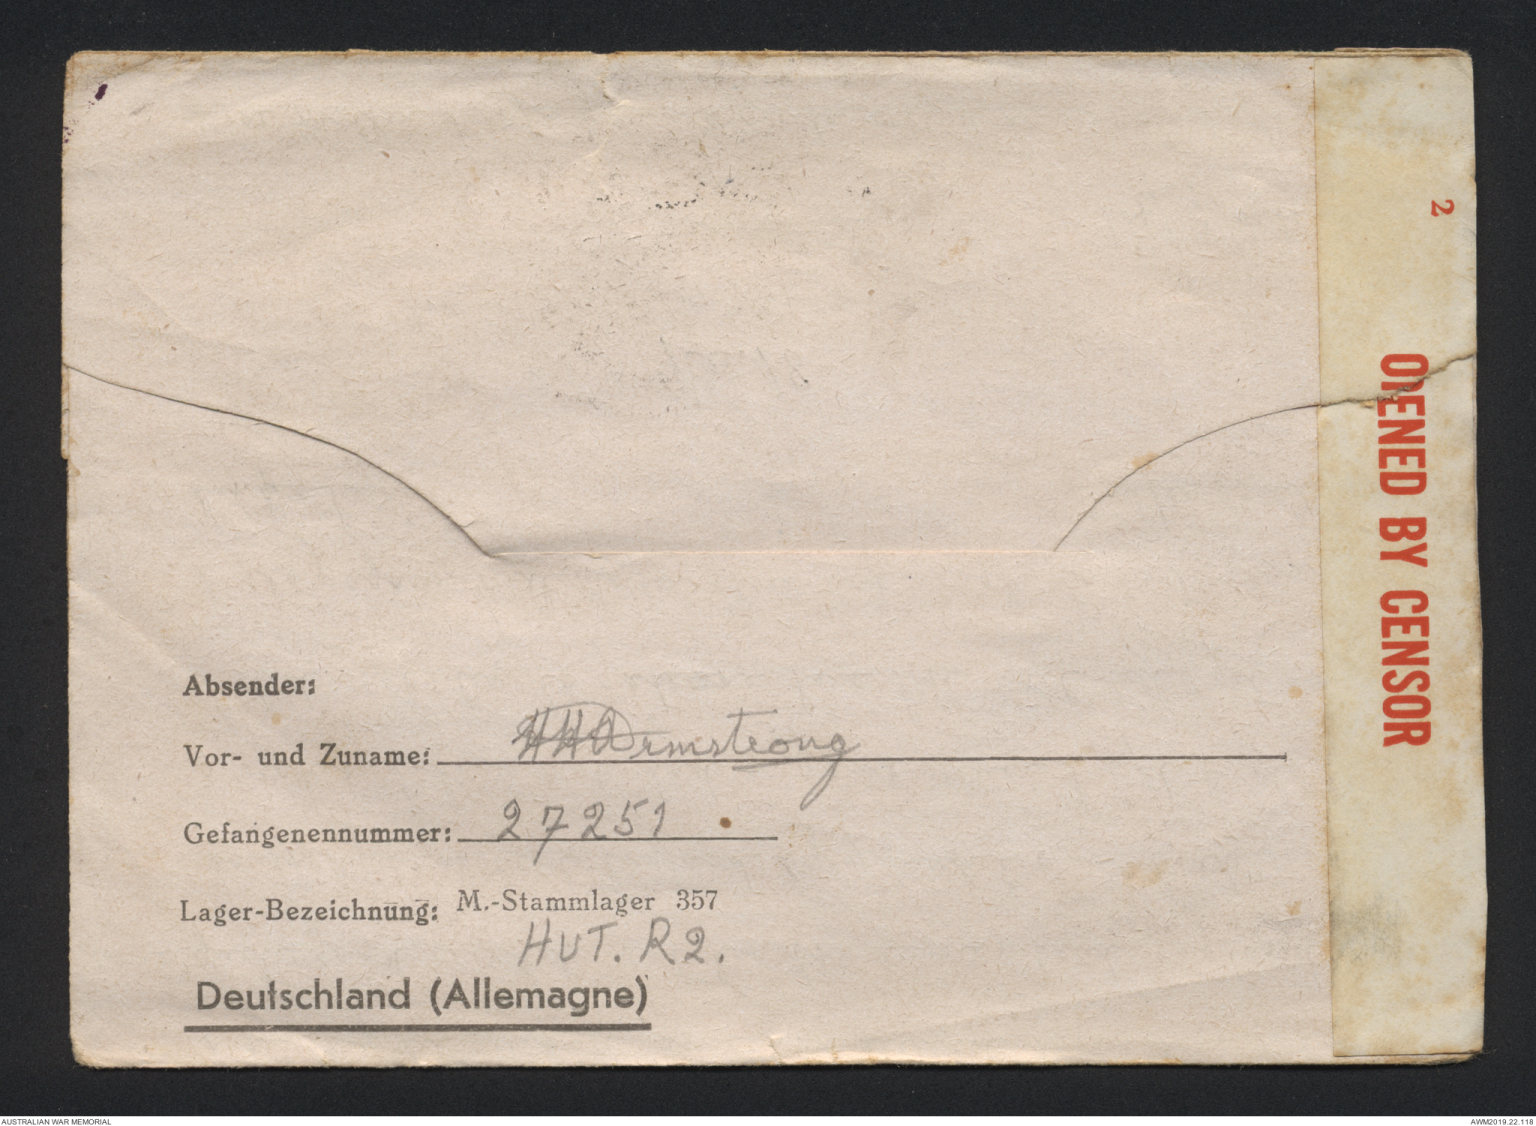 Absender:
Vor- und Zuname: HHArmstrong
Gefangenennummer: 27251
Lager-Bezeichnung: M.-Stammlager 357
HUT. R2.
Deutschland (Allemagne)
2
OPENED BY CENSOR
AUSTRALIAN WAR MEMORIAL
AWM2019.22.118